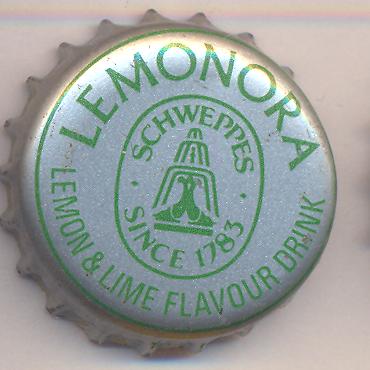 LEMONORA
SCHWEPPES
SINCE 1783
LEMON & LIME FLAVOUR DRINK